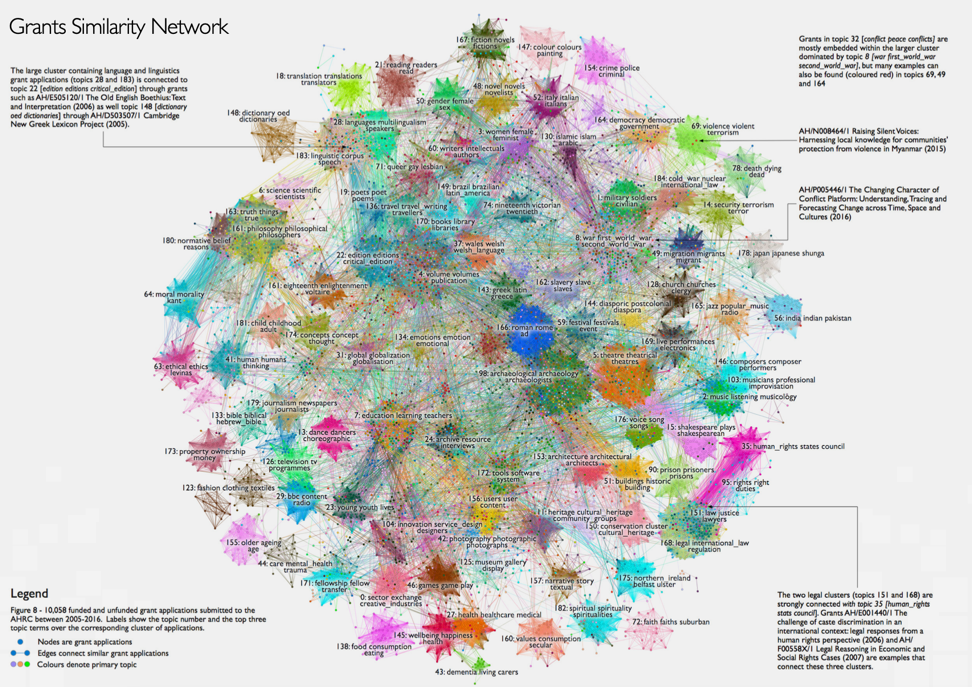 Grants Similarity Network
The large cluster containing language and linguistics
grant applications (topics 28 and 183) is connected to
topic 22 [edition editions critical_edition] through grants
such as AH/E505120/1 The Old English Boethius: Text
and Interpretation (2006) as well topic 148 [dictionary
oed dictionaries] through AH/D503507/1 Cambridge
New Greek Lexicon Project (2005).
Grants in topic 32 [conflict peace conflicts] are
mostly embedded within the larger cluster
dominated by topic 8 [war first_world_war
second_world_war], but many examples can
also be found (coloured red) in topics 69, 49
and 164
AH/N008464/1 Raising Silent Voices:
Harnessing local knowledge for communities'
protection from violence in Myanmar (2015)
AH/P005446/1 The Changing Character of
Conflict Platform: Understanding, Tracing and
Forecasting Change across Time, Space and
Cultures (2016)
167: fiction novels
fictions
147: colour colours
painting
154: crime police
criminal
21: reading readers
read
18: translation translations
translators
48: novel novels
novelists
50: gender female
sex
52: italy italian
italians
148: dictionary oed
dictionaries
28: languages multilingualism
speakers
164: democracy democratic
government
69: violence violent
terrorism
3: women female
feminist
130: islamic islam
arabic
60: writers intellectuals
authors
183: linguistic corpus
speech
71: queer gay lesbian
78: death dying
dead
184: cold_war nuclear
international_law
149: brazil brazilian
latin_america
6: science scientific
scientists
19: poets poet
poems
1: military soldiers
civilian
136: travel travel_writing
travellers
74: nineteenth victorian
twentieth
14: security terrorism
terror
163: truth things
true
170: books library
libraries
161: philosophy philosophical
philosophers
180: normative belief
reasons
37: wales welsh
welsh_language
8: war first_world_war
second_world_war
22: edition editions
critical_edition
49: migration migrants
migrant
178: japan japanese shunga
4: volume volumes
publication
161: eighteenth enlightenment
voltaire
143: greek latin
greece
162: slavery slave
slaves
128: church churches
clergy
64: moral morality
kant
144: diasporic postcolonial
diaspora
165: jazz popular_music
radio
56: india indian pakistan
181: child childhood
adult
174: concepts concept
thought
134: emotions emotion
emotional
166: roman rome
ad
59: festival festivals
event
169: live performances
electronics
31: global globalization
globalisation
63: ethical ethics
levinas
41: human humans
thinking
98: archaeological archaeology
archaeologists
5: theatre theatrical
theatres
146: composers composer
performers
103: musicians professional
improvisation
2: music listening musicology
179: journalism newspapers
journalists
133: bible biblical
hebrew_bible
7: education learning teachers
13: dance dancers
choreographic
176: voice song
songs
15: shakespeare plays
shakespearean
24: archive resource
interviews
173: property ownership
money
35: human_rights states council
126: television tv
programmes
153: architecture architectural
architects
172: tools software
system
90: prison prisoners
prisons
51: buildings historic
building
95: rights right
duties
123: fashion clothing textiles
29: bbc content
radio
23: young youth lives
156: users user
content
11: heritage cultural_heritage
community_groups
151: law justice
lawyers
104: innovation service_design
designers
150: conservation cluster
cultural_heritage
42: photography photographic
photographs
168: legal international_law
regulation
155: older ageing
age
44: care mental_health
trauma
125: museum gallery
display
171: fellowship fellow
transfer
46: games game play
157: narrative story
textual
175: northern_ireland
belfast ulster
0: sector exchange
creative_industries
182: spiritual spirituality
spiritualities
27: health healthcare medical
72: faith faiths suburban
145: wellbeing happiness
health
138: food consumption
eating
160: values consumption
secular
43: dementia living carers
Legend
Figure 8 - 10,058 funded and unfunded grant applications submitted to the
AHRC between 2005-2016. Labels show the topic number and the top three
topic terms over the corresponding cluster of applications.
Nodes are grant applications
Edges connect similar grant applications
Colours denote primary topic
The two legal clusters (topics 151 and 168) are
strongly connected with topic 35 [human_rights
stats council]. Grants AH/E001440/1 The
challenge of caste discrimination in an
international context: legal responses from a
human rights perspective (2006) and AH/
F00558X/1 Legal Reasoning in Economic and
Social Rights Cases (2007) are examples that
connect these three clusters.